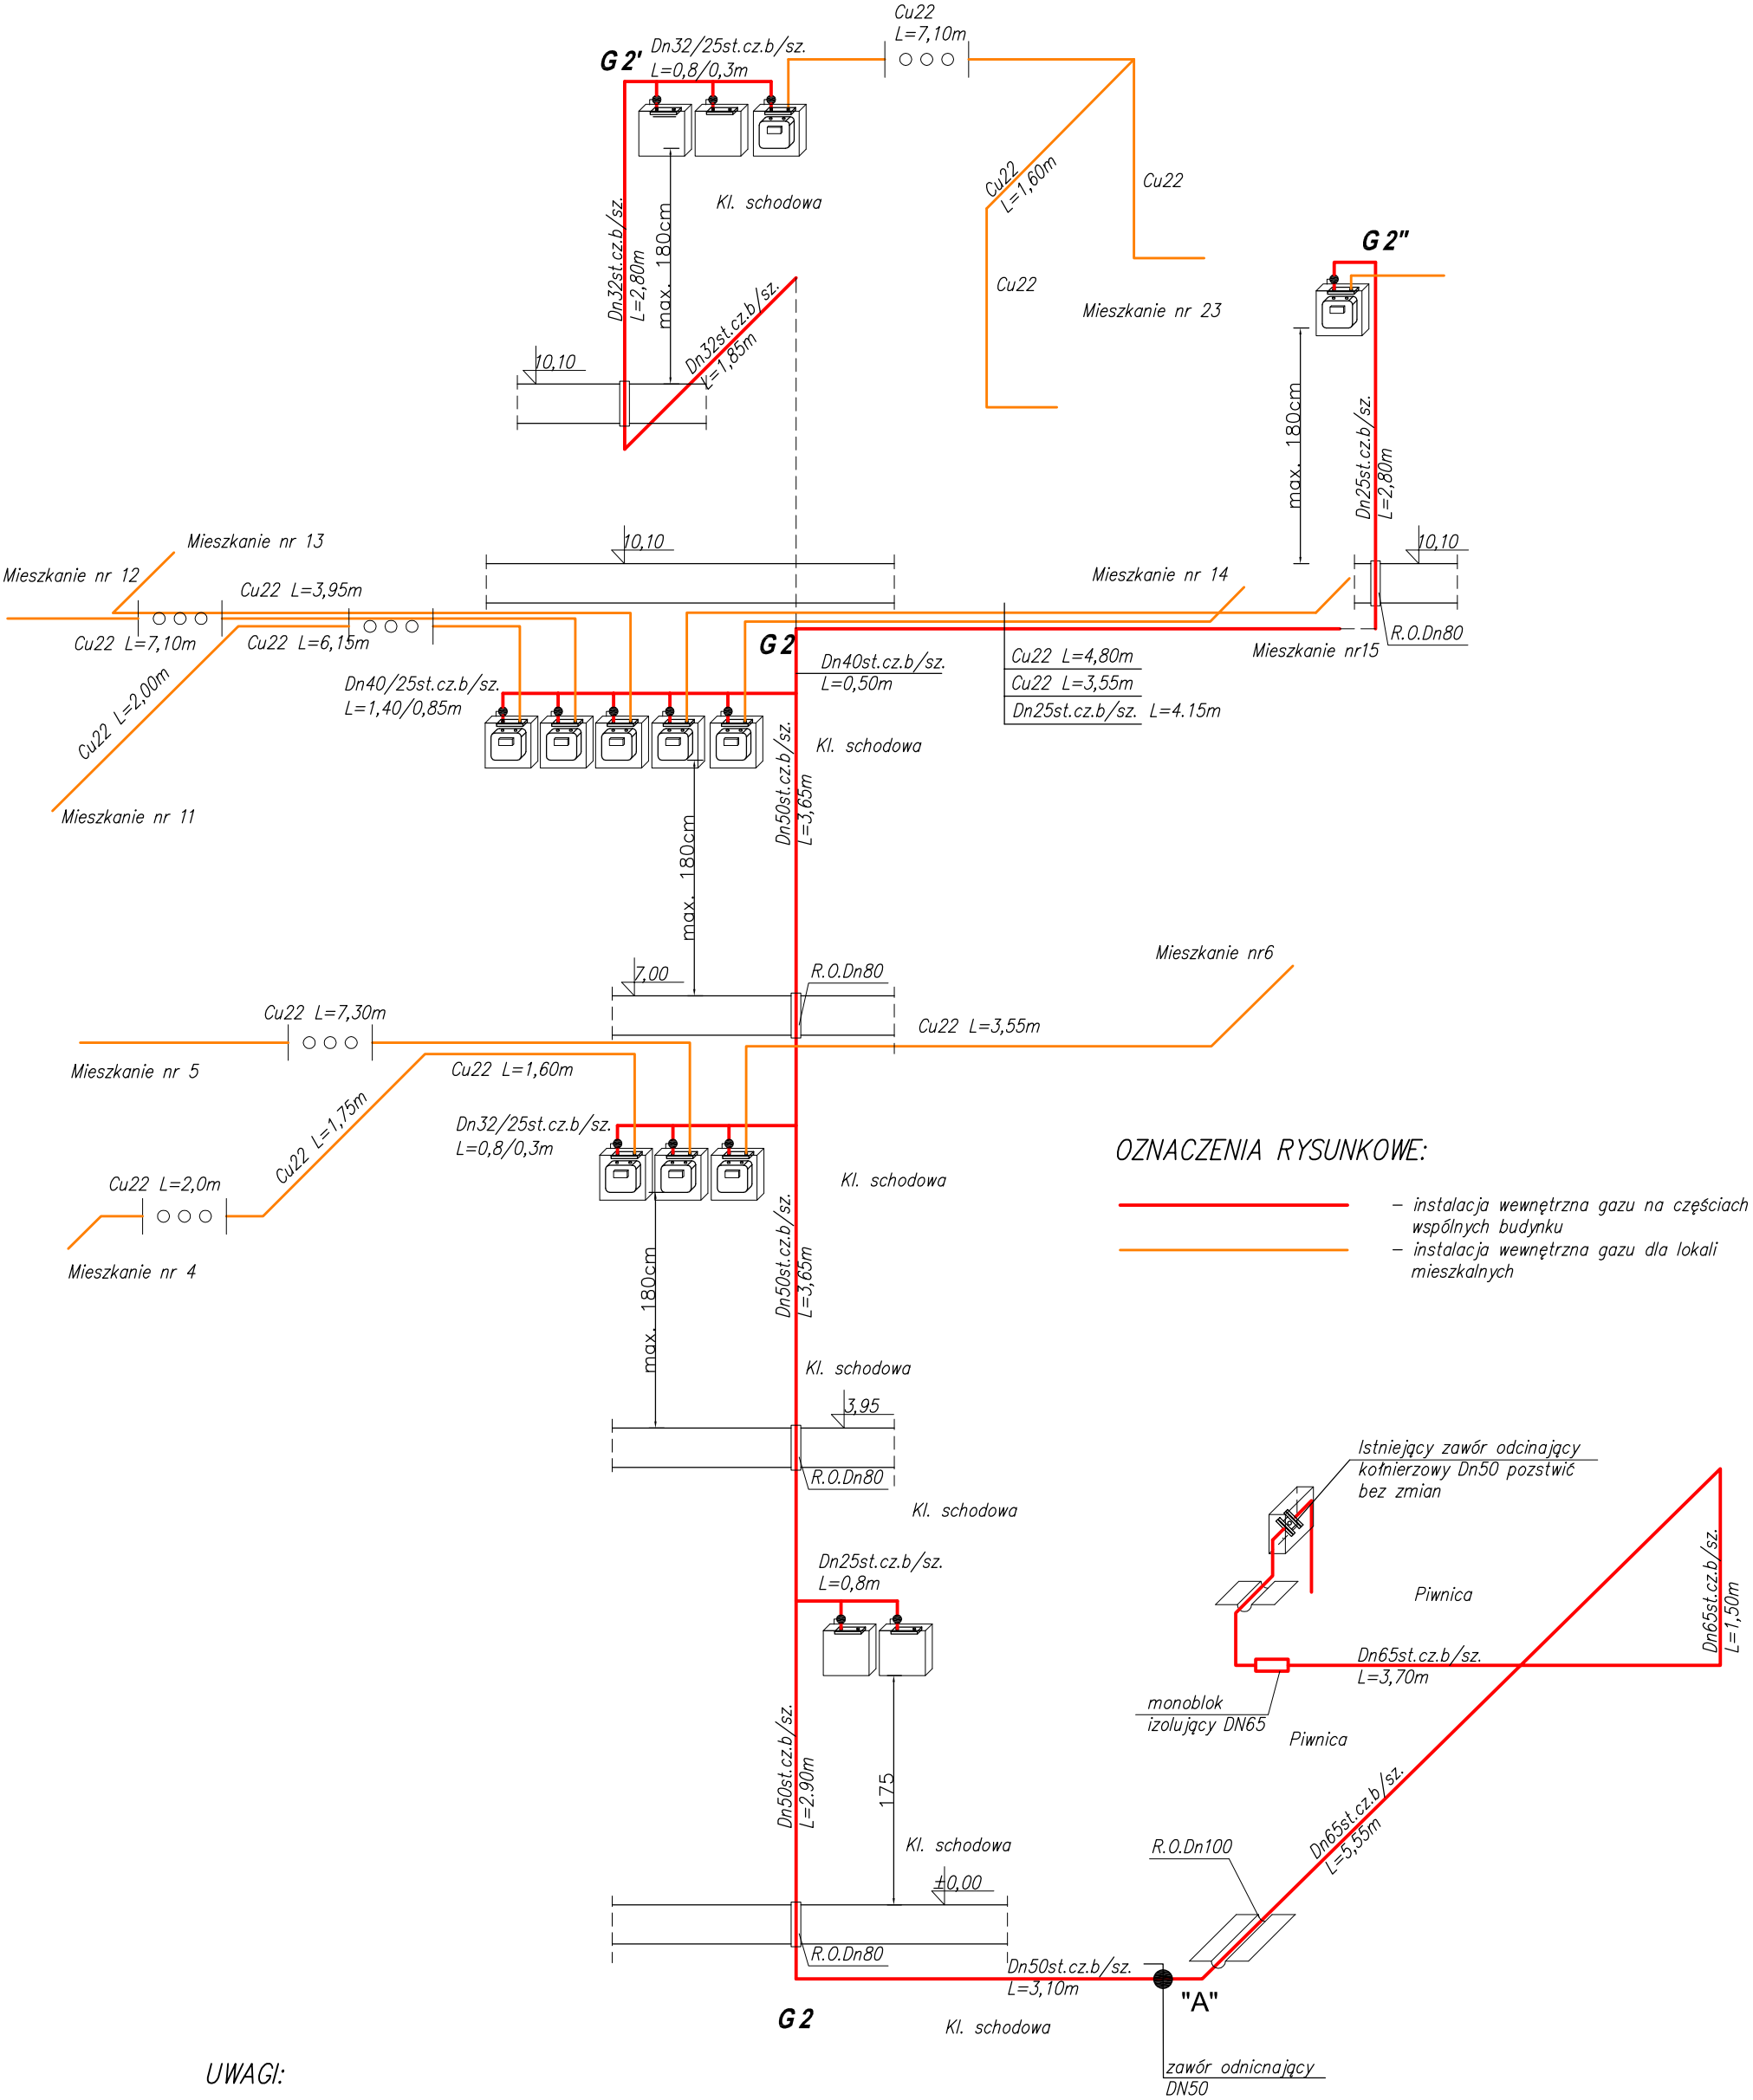 Cu22
L=7,10m
Dn32/25st.cz.b/sz.
L=0,8/0,3m
G2'
Kl. schodowa
Cu22
L=1,60m
Cu22
Cu22
Mieszkanie nr 23
G2"
Dn32st.cz.b/sz.
L=2,80m
max. 180cm
Dn32st.cz.b/sz.
L=1,85m
10,10
max. 180cm
Dn25st.cz.b/sz.
L=2,80m
10,10
10,10
Mieszkanie nr 13
Mieszkanie nr 12
Cu22 L=3,95m
Cu22 L=7,10m
Cu22 L=6,15m
Mieszkanie nr 14
R.O.Dn80
Mieszkanie nr15
G2
Cu22 L=4,80m
Cu22 L=3,55m
Dn25st.cz.b/sz. L=4.15m
Dn40st.cz.b/sz.
L=0,50m
Dn40/25st.cz.b/sz.
L=1,40/0,85m
Cu22 L=2,00m
Kl. schodowa
Mieszkanie nr 11
Dn50st.cz.b/sz.
L=3,65m
max. 180cm
7,00
R.O.Dn80
Mieszkanie nr6
Cu22 L=7,30m
Cu22 L=3,55m
Mieszkanie nr 5
Cu22 L=1,60m
Cu22 L=1,75m
Dn32/25st.cz.b/sz.
L=0,8/0,3m
Cu22 L=2,0m
Mieszkanie nr 4
Kl. schodowa
OZNACZENIA RYSUNKOWE:
– instalacja wewnętrzna gazu na częściach
wspólnych budynku
– instalacja wewnętrzna gazu dla lokali
mieszkalnych
Dn50st.cz.b/sz.
L=3,65m
max. 180cm
Kl. schodowa
3,95
R.O.Dn80
Kl. schodowa
Istniejący zawór odcinający
kołnierzowy Dn50 pozstwić
bez zmian
Dn25st.cz.b/sz.
L=0,8m
Piwnica
Dn65st.cz.b/sz.
L=1,50m
Dn65st.cz.b/sz.
L=3,70m
monoblok
izolujący DN65
Piwnica
Dn50st.cz.b/sz.
L=2.90m
175
Dn65st.cz.b/sz.
L=5,55m
Kl. schodowa
R.O.Dn100
±0,00
R.O.Dn80
Dn50st.cz.b/sz.
L=3,10m
"A"
G2
Kl. schodowa
zawór odnicnający
DN50
UWAGI: